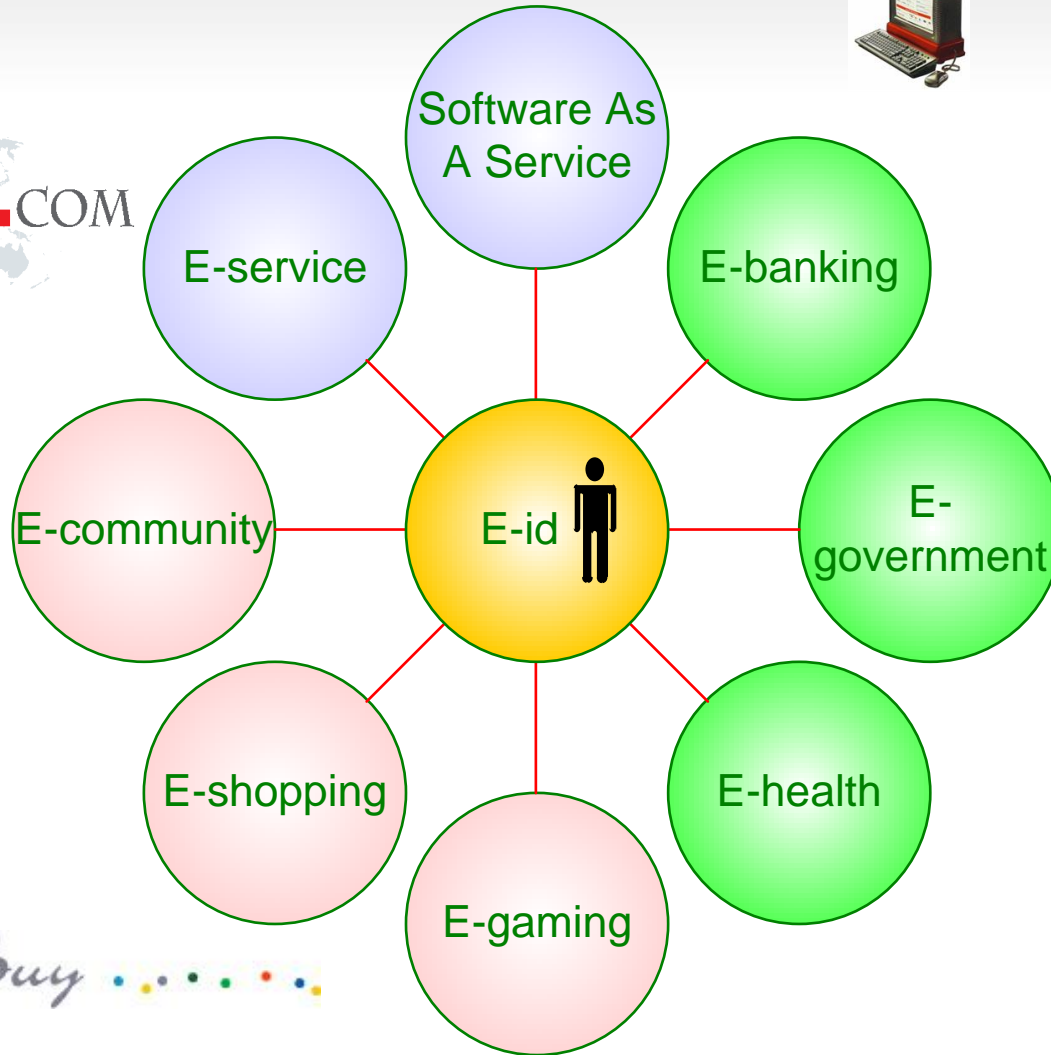 Software As
A Service
.COM
E-service
E-banking
E-community
E-id
E-
government
E-shopping
E-health
E-gaming